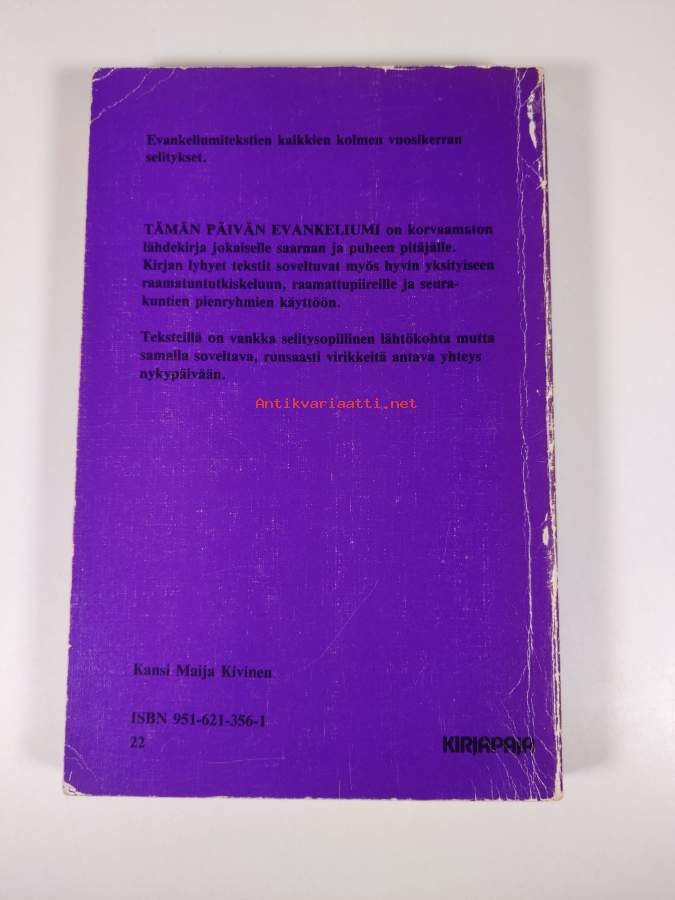 Evankeliumitekstien kaikkien kolmen vuosikerran
selitykset.
TÄMÄN PÄIVÄN EVANKELIUMI on korvaamaton
lähdekirja jokaiselle saarnan ja puheen pitäjälle.
Kirjan lyhyet tekstit soveltuvat myös hyvin yksityiseen
raamatuntutkiskeluun, raamattupiireille ja seura-
kuntien pienryhmien käyttöön.
Teksteillä on vankka selitysopillinen lähtökohta mutta
samalla soveltava, runsaasti virikkeitä antava yhteys
nykypäivään.
Antikvariaatti.net
Kansi Maija Kivinen
ISBN 951-621-356-1
22
KIRJAPAJA